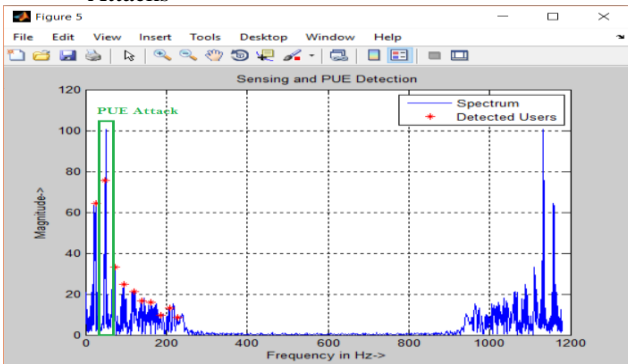 Figure 5
File Edit View Insert Tools Desktop Window Help
Sensing and PUE Detection
120
100
80
60
40
20
0
Magnitude->
PUE Attack
Spectrum
Detected Users
0 200 400 600 800 1000 1200
Frequency in Hz->